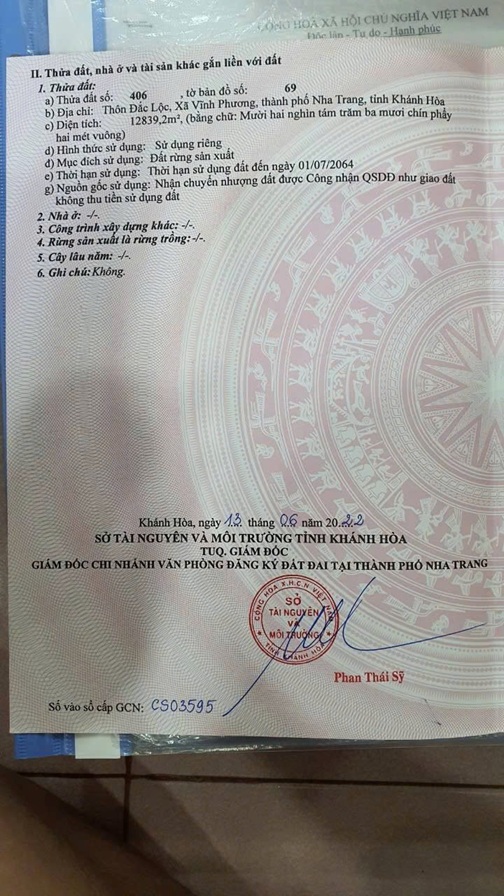 CỘNG HOÀ XÃ HỘI CHỦ NGHĨA VIỆT NAM
Độc lập - Tự do - Hạnh phúc
II. Thửa đất, nhà ở và tài sản khác gắn liền với đất
1. Thửa đất:
a) Thửa đất số: 406 , tờ bản đồ số: 69
b) Địa chỉ: Thôn Đắc Lộc, Xã Vĩnh Phương, thành phố Nha Trang, tỉnh Khánh Hòa
c) Diện tích: 12839,2m², (bằng chữ: Mười hai nghìn tám trăm ba mươi chín phẩy
hai mét vuông)
d) Hình thức sử dụng: Sử dụng riêng
đ) Mục đích sử dụng: Đất rừng sản xuất
e) Thời hạn sử dụng: Thời hạn sử dụng đất đến ngày 01/07/2064
g) Nguồn gốc sử dụng: Nhận chuyển nhượng đất được Công nhận QSDĐ như giao đất
không thu tiền sử dụng đất
2. Nhà ở: -/-.
3. Công trình xây dựng khác: -/-.
4. Rừng sản xuất là rừng trồng: -/-.
5. Cây lâu năm: -/-.
6. Ghi chú: Không.
Khánh Hòa, ngày 13 tháng 06 năm 2022
SỞ TÀI NGUYÊN VÀ MÔI TRƯỜNG TỈNH KHÁNH HÒA
TUQ. GIÁM ĐỐC
GIÁM ĐỐC CHI NHÁNH VĂN PHÒNG ĐĂNG KÝ ĐẤT ĐAI TẠI THÀNH PHỐ NHA TRANG
CỘNG HÒA X.H.C.N VIỆT NAM
SỞ
TÀI NGUYÊN
VÀ
MÔI TRƯỜNG
TỈNH KHÁNH HÒA
Phan Thái Sỹ
Số vào sổ cấp GCN: CS03595